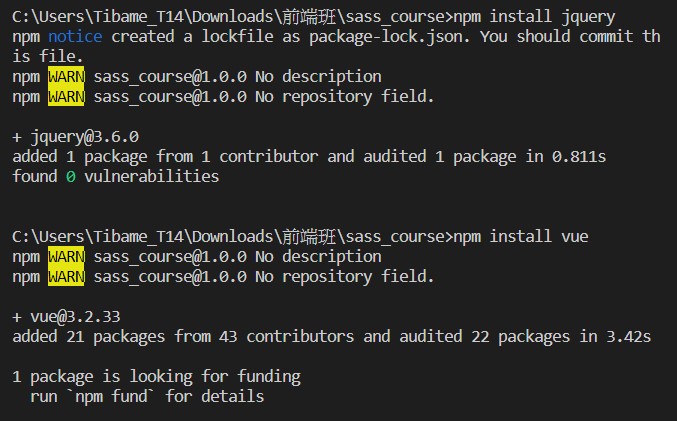 C:\Users\Tibame_T14\Downloads\前端班\sass_course>npm install jquery
npm notice created a lockfile as package-lock.json. You should commit th
is file.
npm WARN sass_course@1.0.0 No description
npm WARN sass_course@1.0.0 No repository field.
+ jquery@3.6.0
added 1 package from 1 contributor and audited 1 package in 0.811s
found 0 vulnerabilities
C:\Users\Tibame_T14\Downloads\前端班\sass_course>npm install vue
npm WARN sass_course@1.0.0 No description
npm WARN sass_course@1.0.0 No repository field.
+ vue@3.2.33
added 21 packages from 43 contributors and audited 22 packages in 3.42s
1 package is looking for funding
  run `npm fund` for details